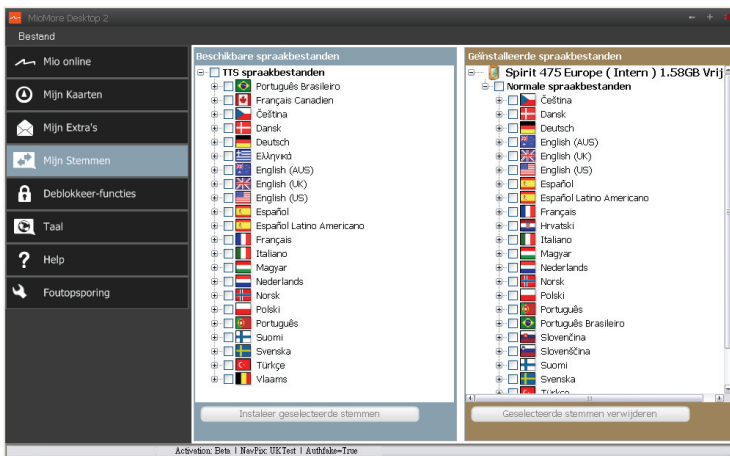 MioMore Desktop 2
Bestand
Mio online
Mijn Kaarten
Mijn Extra's
Mijn Stemmen
Deblokkeer-functies
Taal
Help
Foutopsporing
Beschikbare spraakbestanden
TTS spraakbestanden
Português Brasileiro
Français Canadien
Čeština
Dansk
Deutsch
Ελληνικά
English (AUS)
English (UK)
English (US)
Español
Español Latino Americano
Français
Italiano
Magyar
Nederlands
Norsk
Polski
Português
Suomi
Svenska
Türkçe
Vlaams
Instaleer geselecteerde stemmen
Geïnstalleerde spraakbestanden
Spirit 475 Europe ( Intern ) 1.58GB Vrij
Normale spraakbestanden
Čeština
Dansk
Deutsch
English (AUS)
English (UK)
English (US)
Español
Español Latino Americano
Français
Hrvatski
Italiano
Magyar
Nederlands
Norsk
Polski
Português
Português Brasileiro
Slovenčina
Slovenščina
Suomi
Svenska
Türkçe
Geselecteerde stemmen verwijderen
Activation: Beta | NavPix: UKTest | Authfake=True